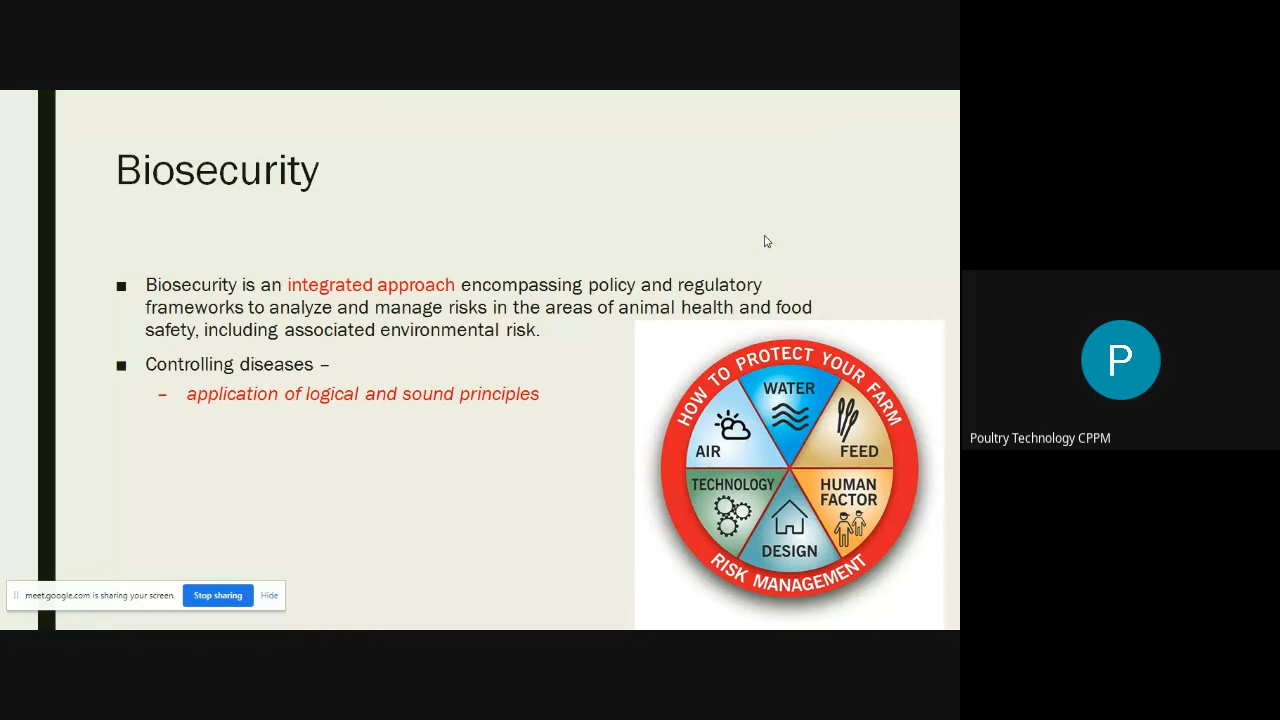 Biosecurity
■ Biosecurity is an integrated approach encompassing policy and regulatory
frameworks to analyze and manage risks in the areas of animal health and food
safety, including associated environmental risk.
■ Controlling diseases –
– application of logical and sound principles
HOW TO PROTECT YOUR FARM
WATER
AIR
FEED
TECHNOLOGY
HUMAN
FACTOR
DESIGN
RISK MANAGEMENT
meet.google.com is sharing your screen.
Stop sharing
Hide
P
Poultry Technology CPPM